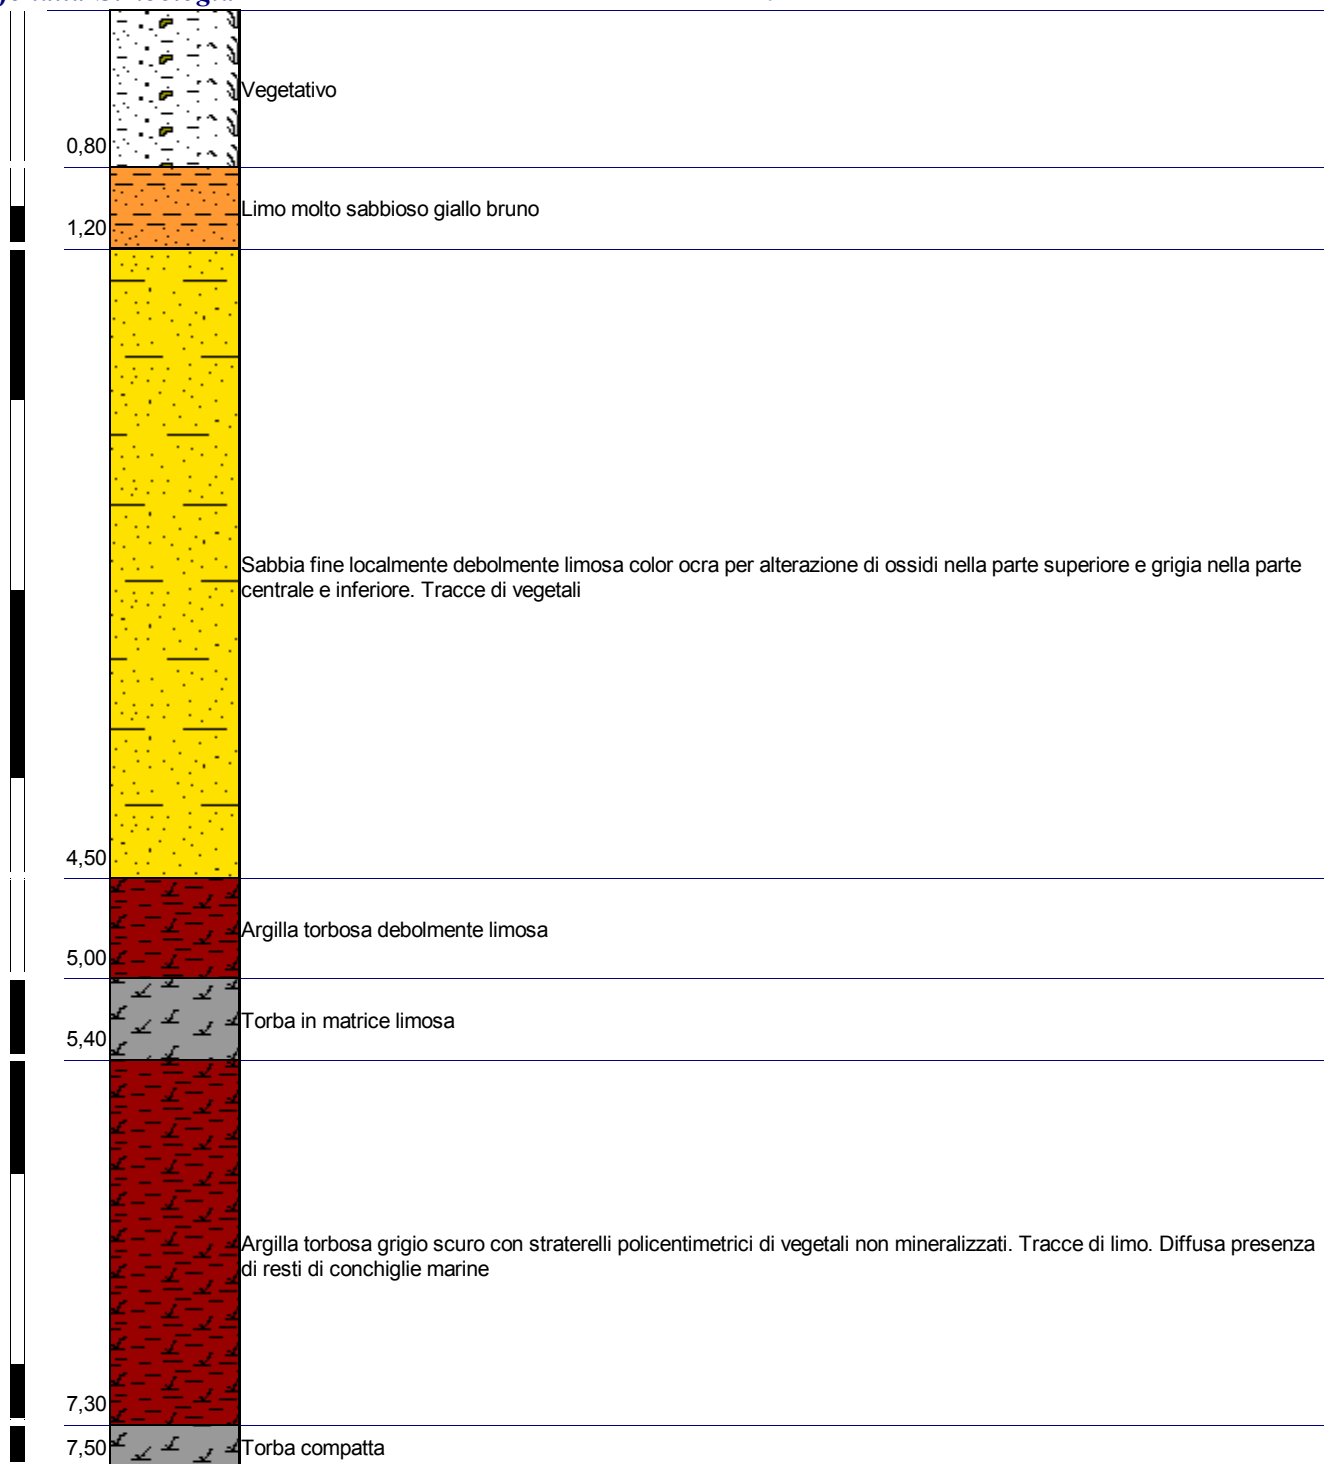 Vegetativo
0,80
Limo molto sabbioso giallo bruno
1,20
Sabbia fine localmente debolmente limosa color ocra per alterazione di ossidi nella parte superiore e grigia nella parte
centrale e inferiore. Tracce di vegetali
4,50
Argilla torbosa debolmente limosa
5,00
Torba in matrice limosa
5,40
Argilla torbosa grigio scuro con straterelli policentimetrici di vegetali non mineralizzati. Tracce di limo. Diffusa presenza
di resti di conchiglie marine
7,30
7,50 Torba compatta